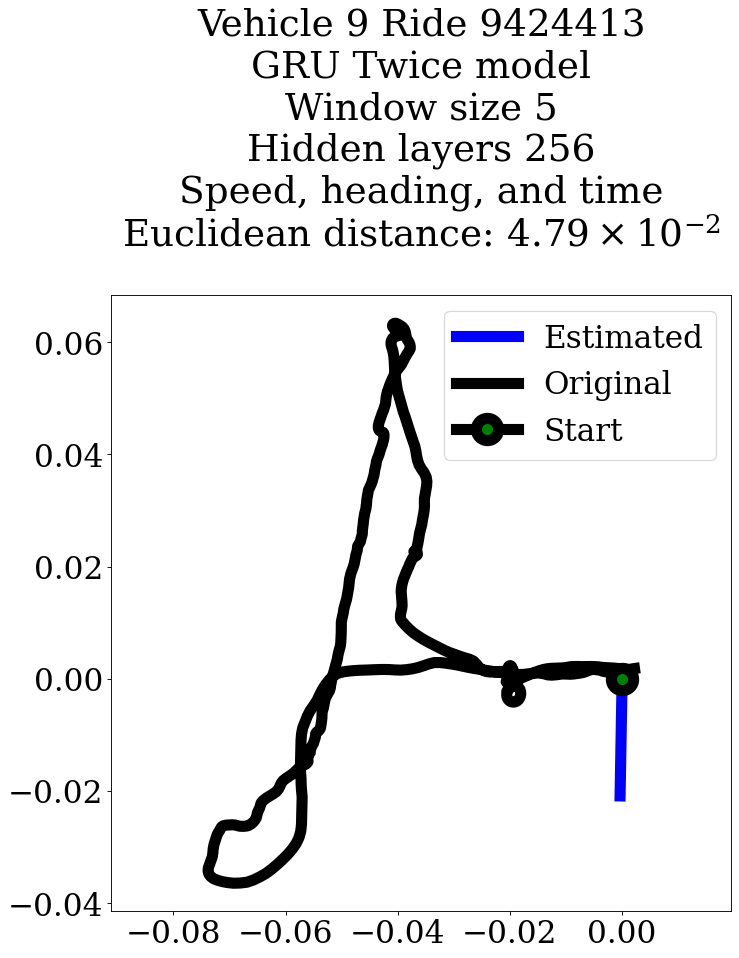 Vehicle 9 Ride 9424413
GRU Twice model
Window size 5
Hidden layers 256
Speed, heading, and time
Euclidean distance: 4.79 × 10⁻²
Estimated
Original
Start
0.06
0.04
0.02
0.00
−0.02
−0.04
−0.08 −0.06 −0.04 −0.02 0.00